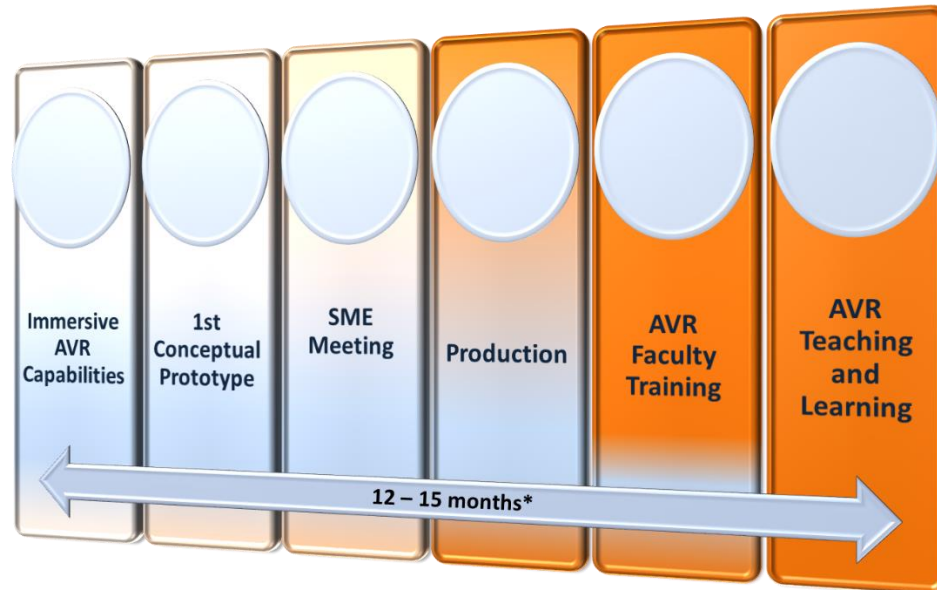 Immersive
AVR
Capabilities
1st
Conceptual
Prototype
SME
Meeting
Production
AVR
Faculty
Training
AVR
Teaching
and
Learning
12 – 15 months*